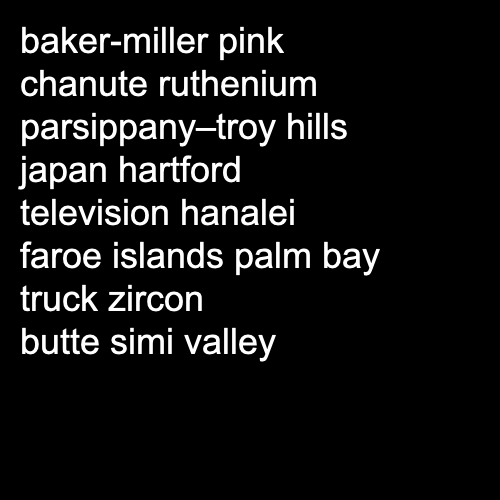 baker-miller pink
chanute ruthenium
parsippany–troy hills
japan hartford
television hanalei
faroe islands palm bay
truck zircon
butte simi valley